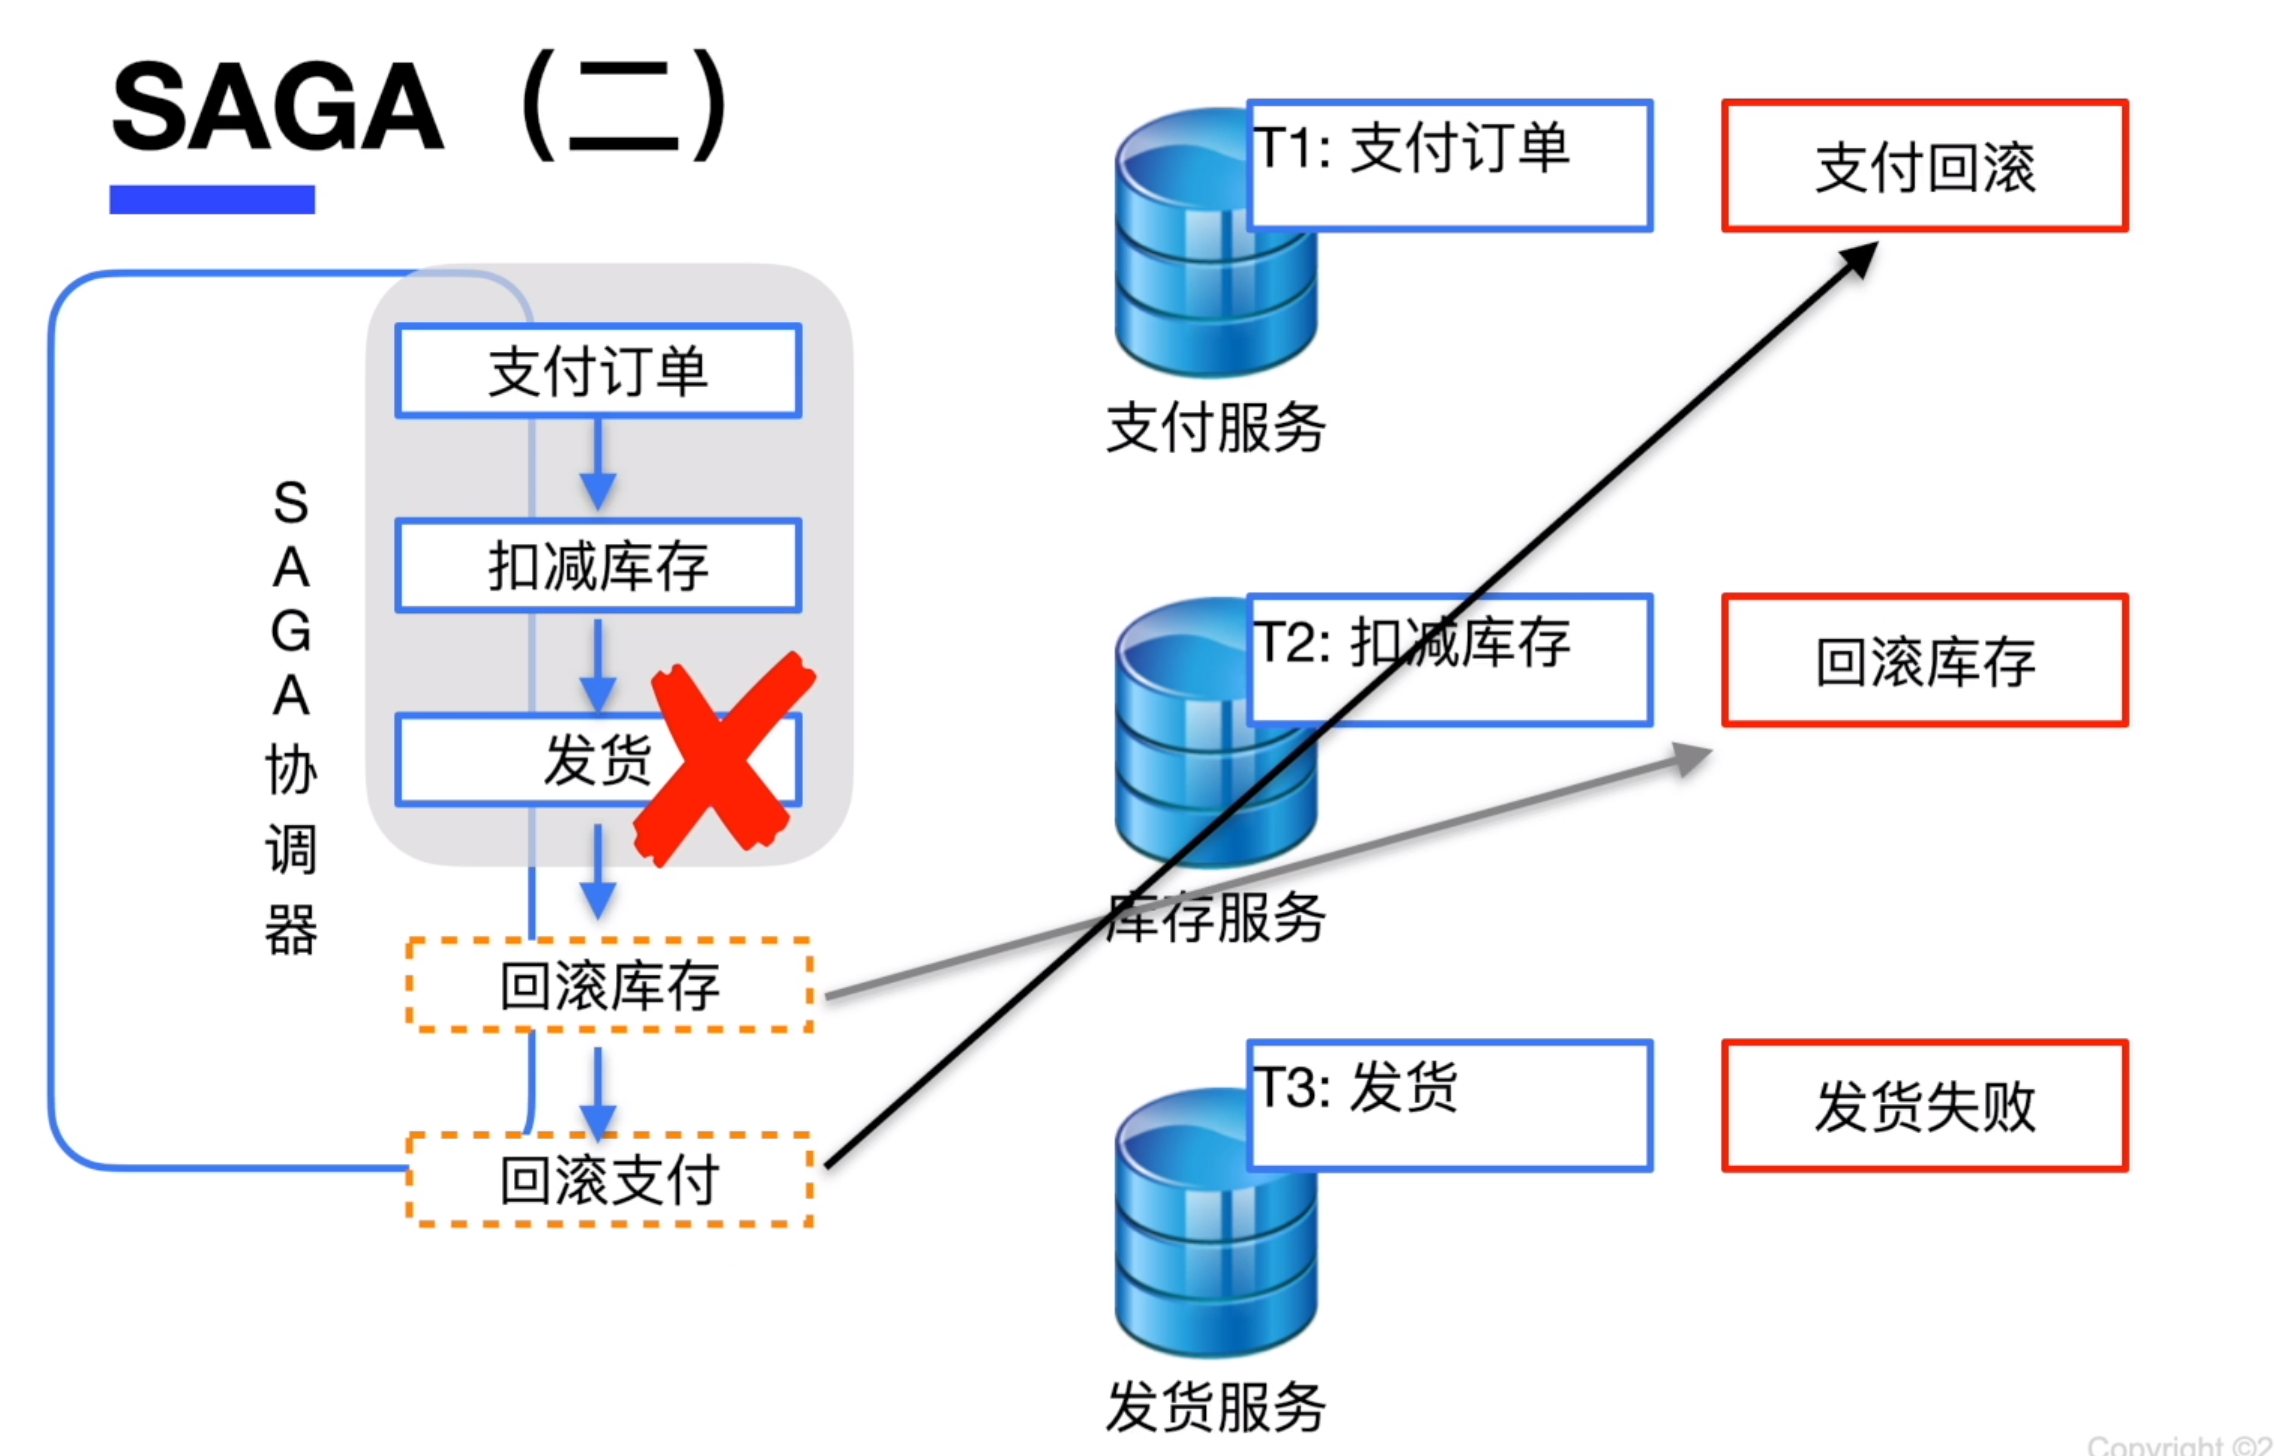 SAGA（二）
支付订单
扣减库存
发货
回滚库存
回滚支付
SAGA协调器
T1: 支付订单
支付回滚
支付服务
T2: 扣减库存
回滚库存
库存服务
T3: 发货
发货失败
发货服务
Copyright ©2